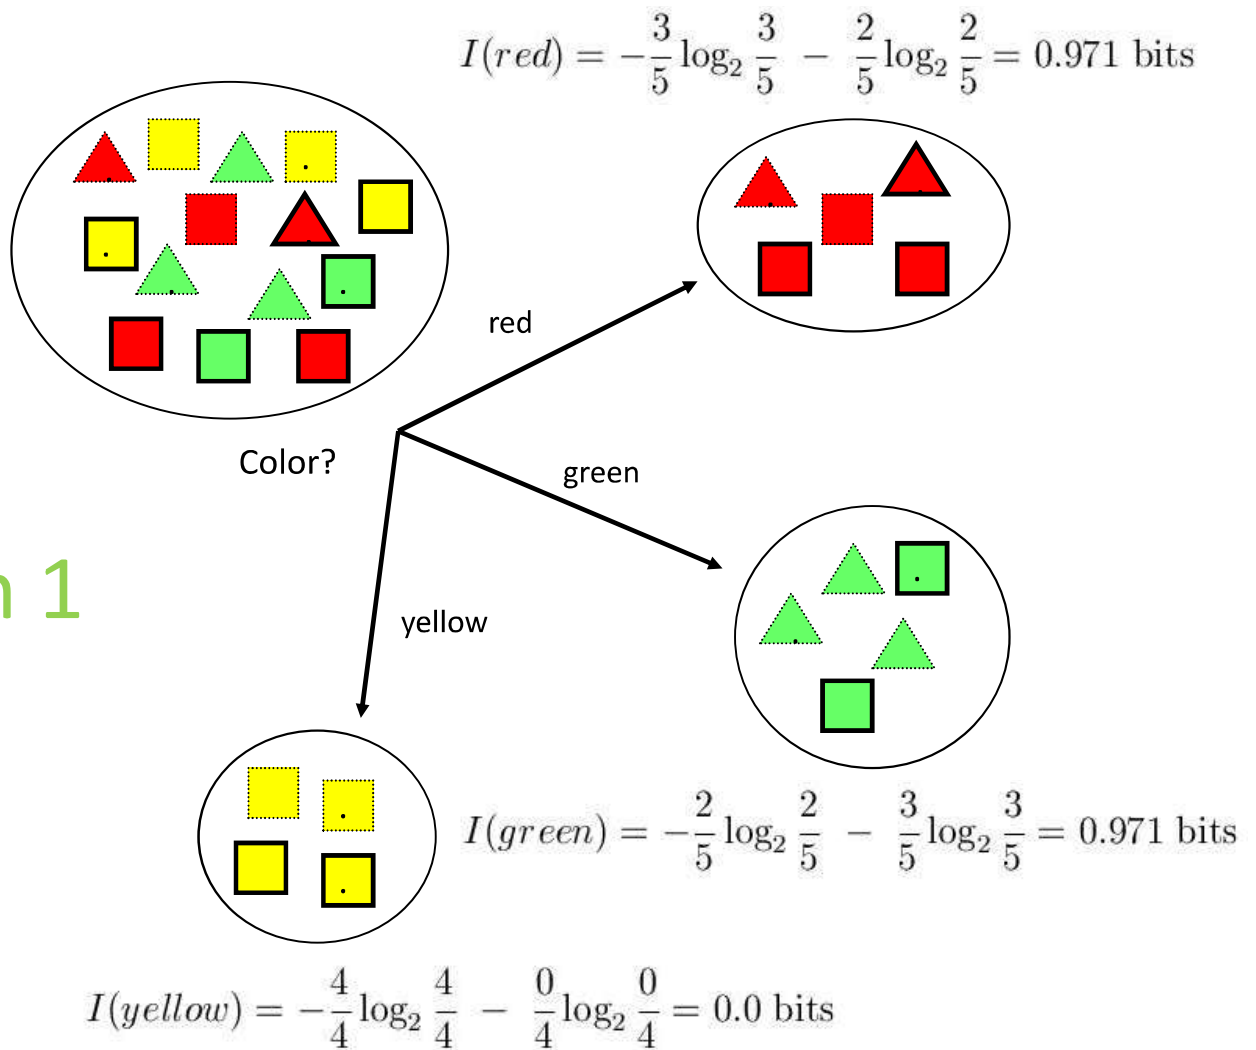 I(red) = −3/5 log₂ 3/5 − 2/5 log₂ 2/5 = 0.971 bits
red
Color?
green
n 1
yellow
I(green) = −2/5 log₂ 2/5 − 3/5 log₂ 3/5 = 0.971 bits
I(yellow) = −4/4 log₂ 4/4 − 0/4 log₂ 0/4 = 0.0 bits